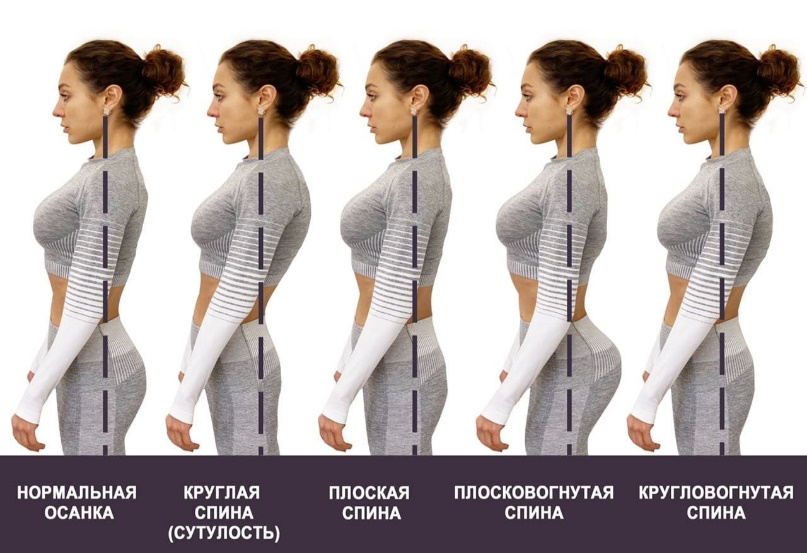 НОРМАЛЬНАЯ
ОСАНКА
КРУГЛАЯ
СПИНА
(СУТУЛОСТЬ)
ПЛОСКАЯ
СПИНА
ПЛОСКОВОГНУТАЯ
СПИНА
КРУГЛОВОГНУТАЯ
СПИНА